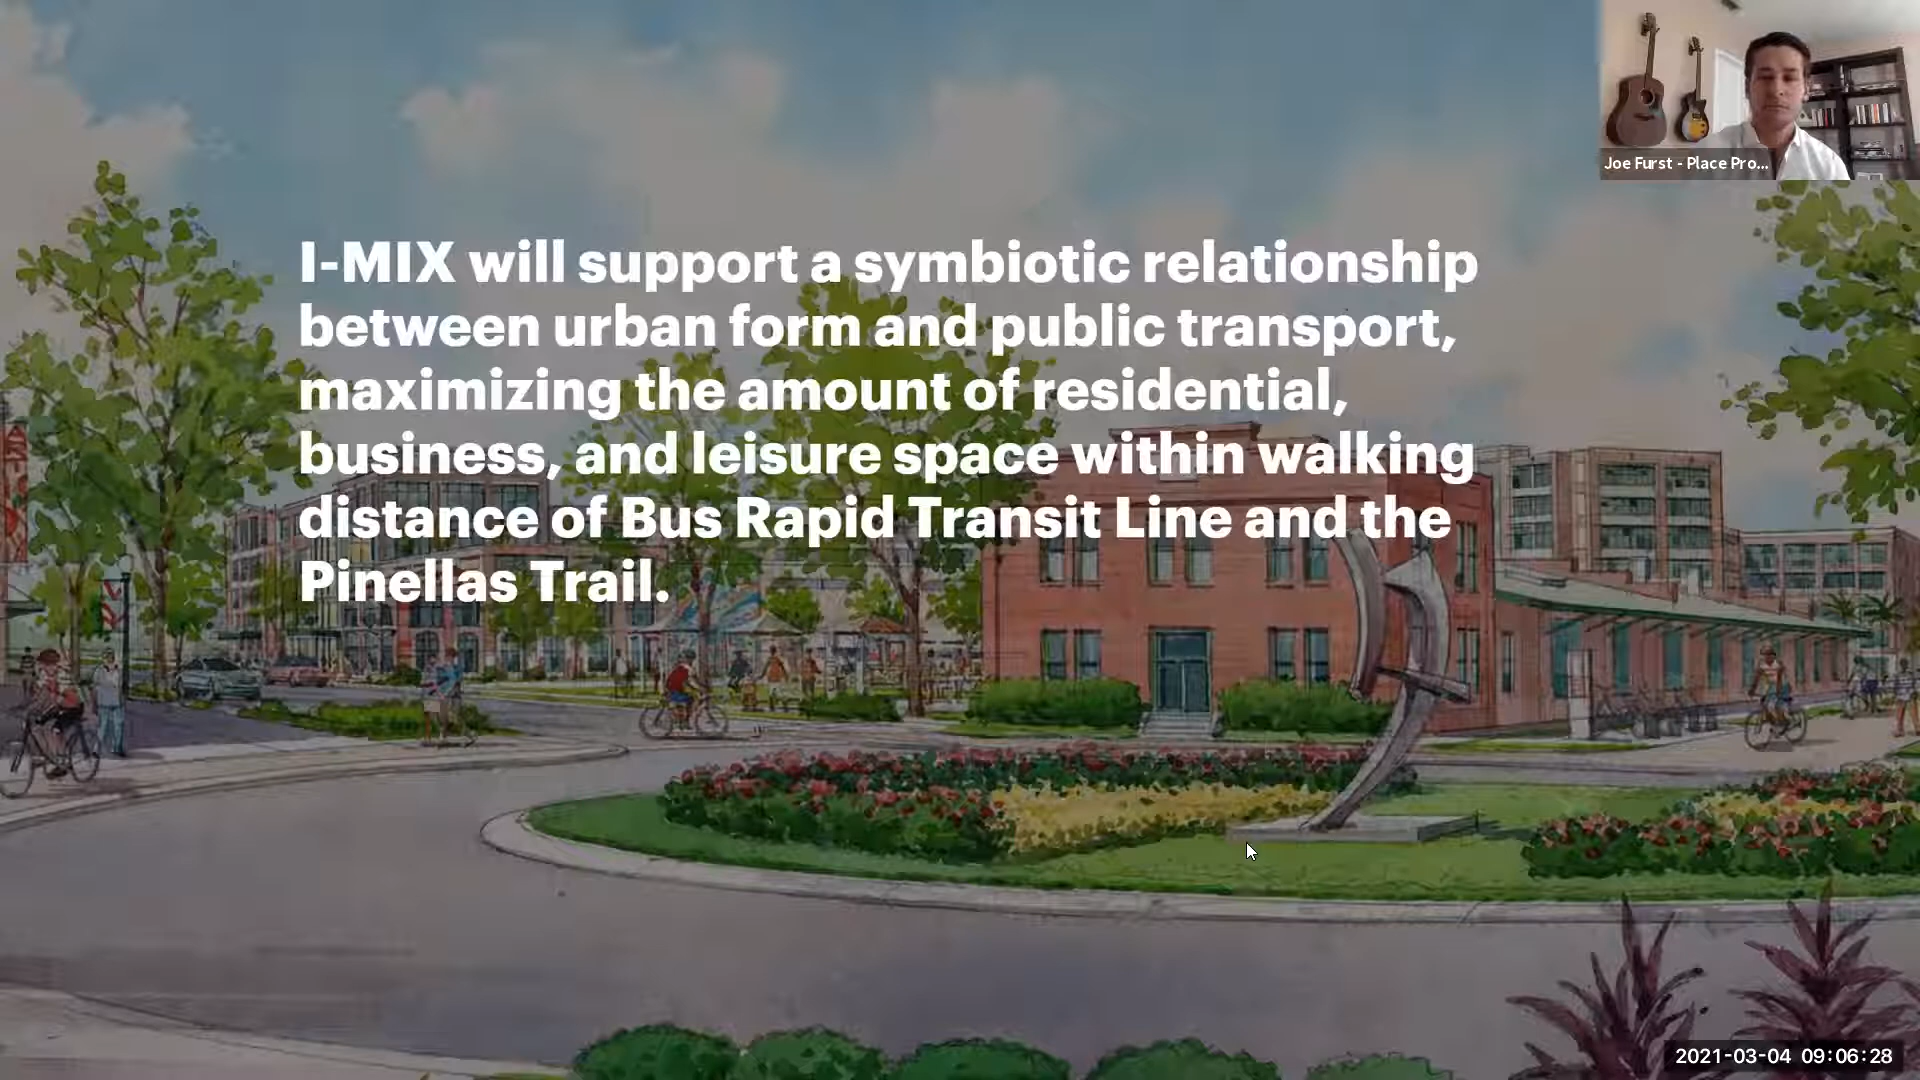 Joe Furst - Place Pro...
I-MIX will support a symbiotic relationship
between urban form and public transport,
maximizing the amount of residential,
business, and leisure space within walking
distance of Bus Rapid Transit Line and the
Pinellas Trail.
2021-03-04 09:06:28